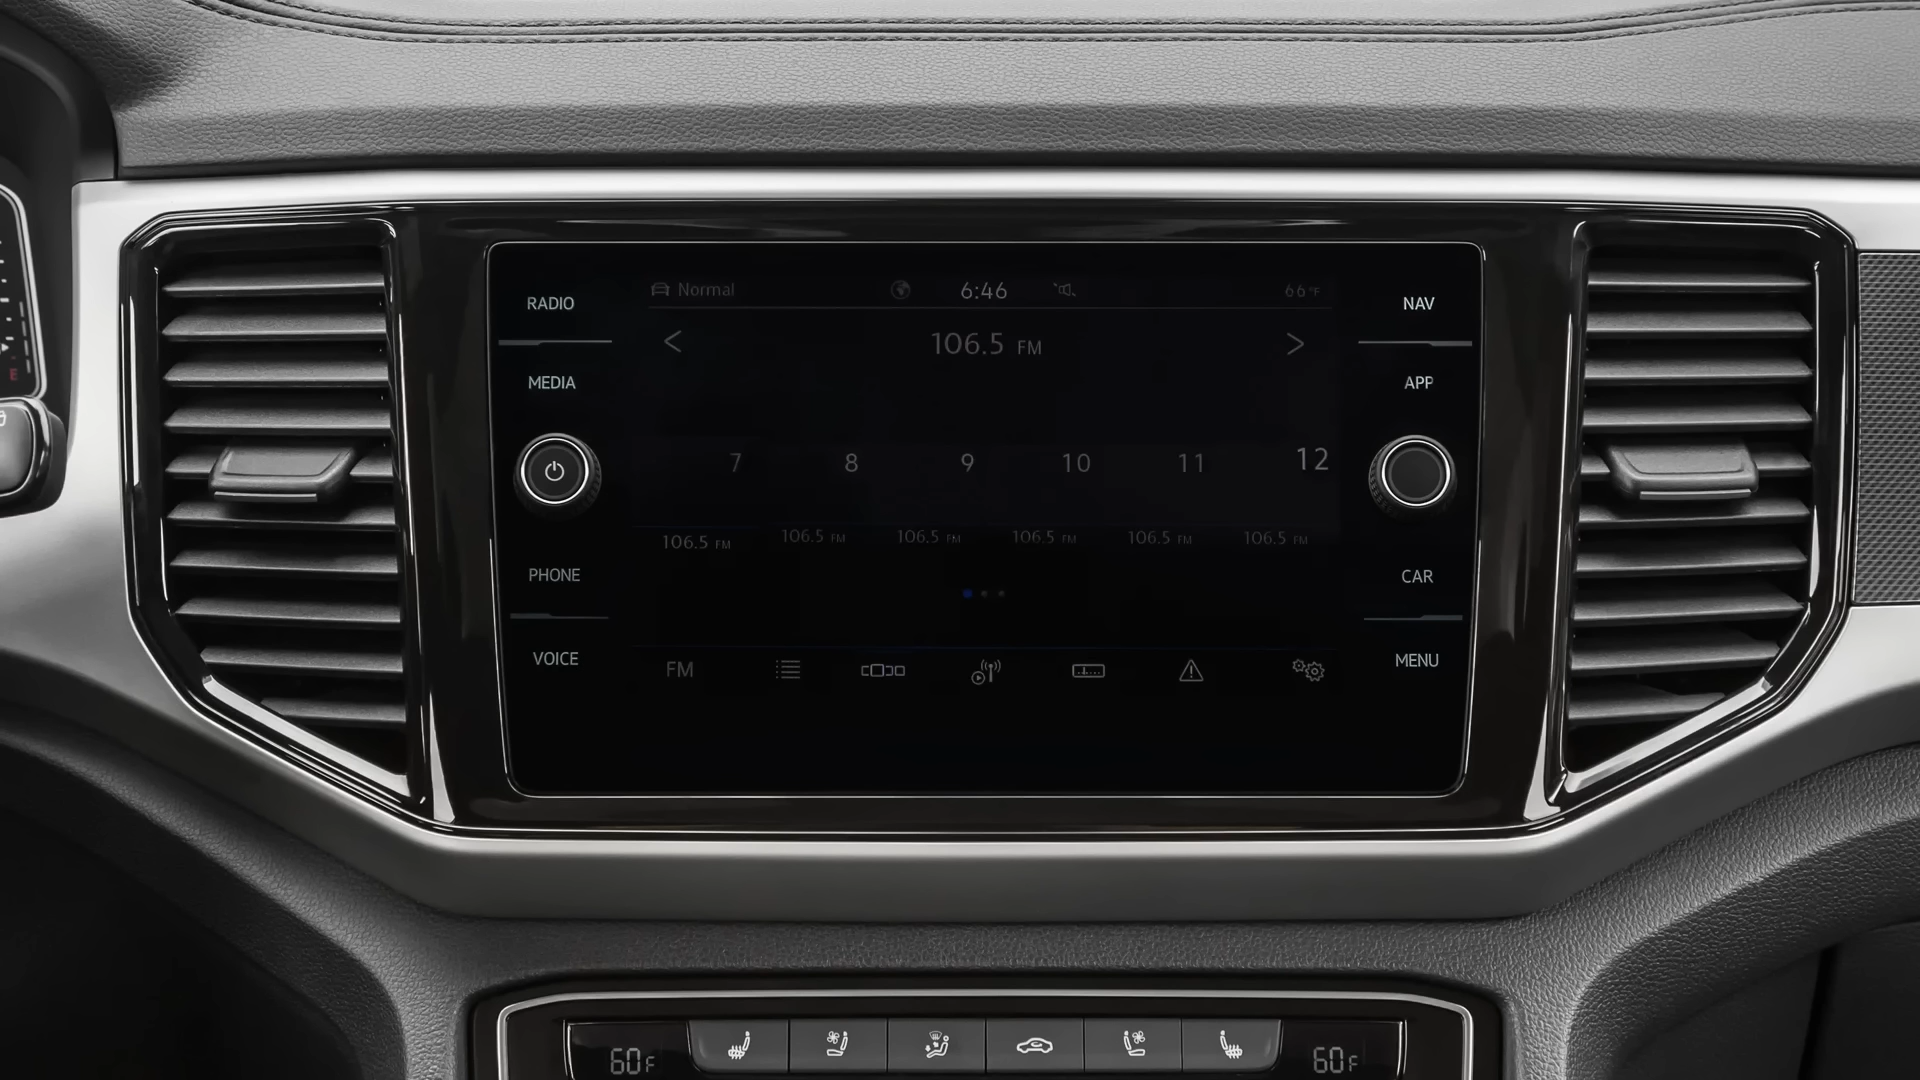 RADIO
MEDIA
PHONE
VOICE
Normal 6:46 66°F
< 106.5 FM >
7 8 9 10 11 12
106.5 FM 106.5 FM 106.5 FM 106.5 FM 106.5 FM 106.5 FM
FM
NAV
APP
CAR
MENU
E
60F 60F